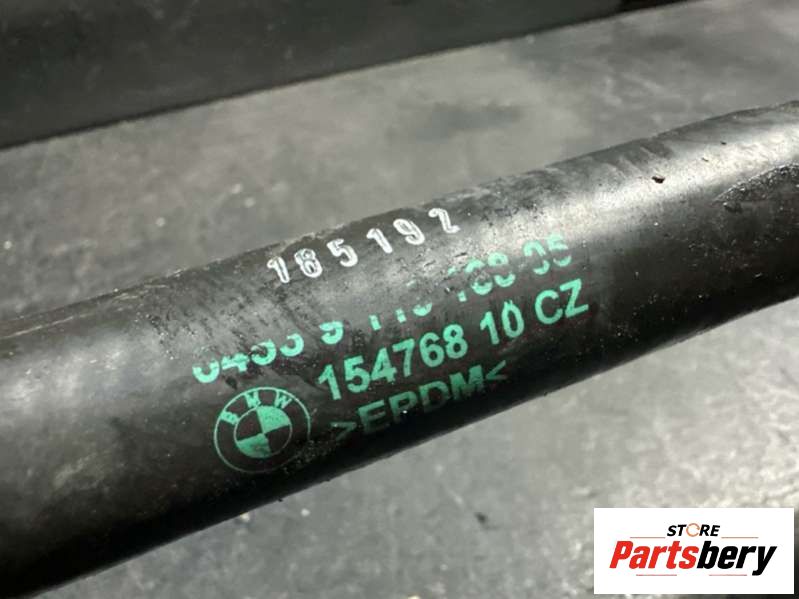 185192
154768 10 CZ
BMW
>EPDM<
STORE
Partsbery